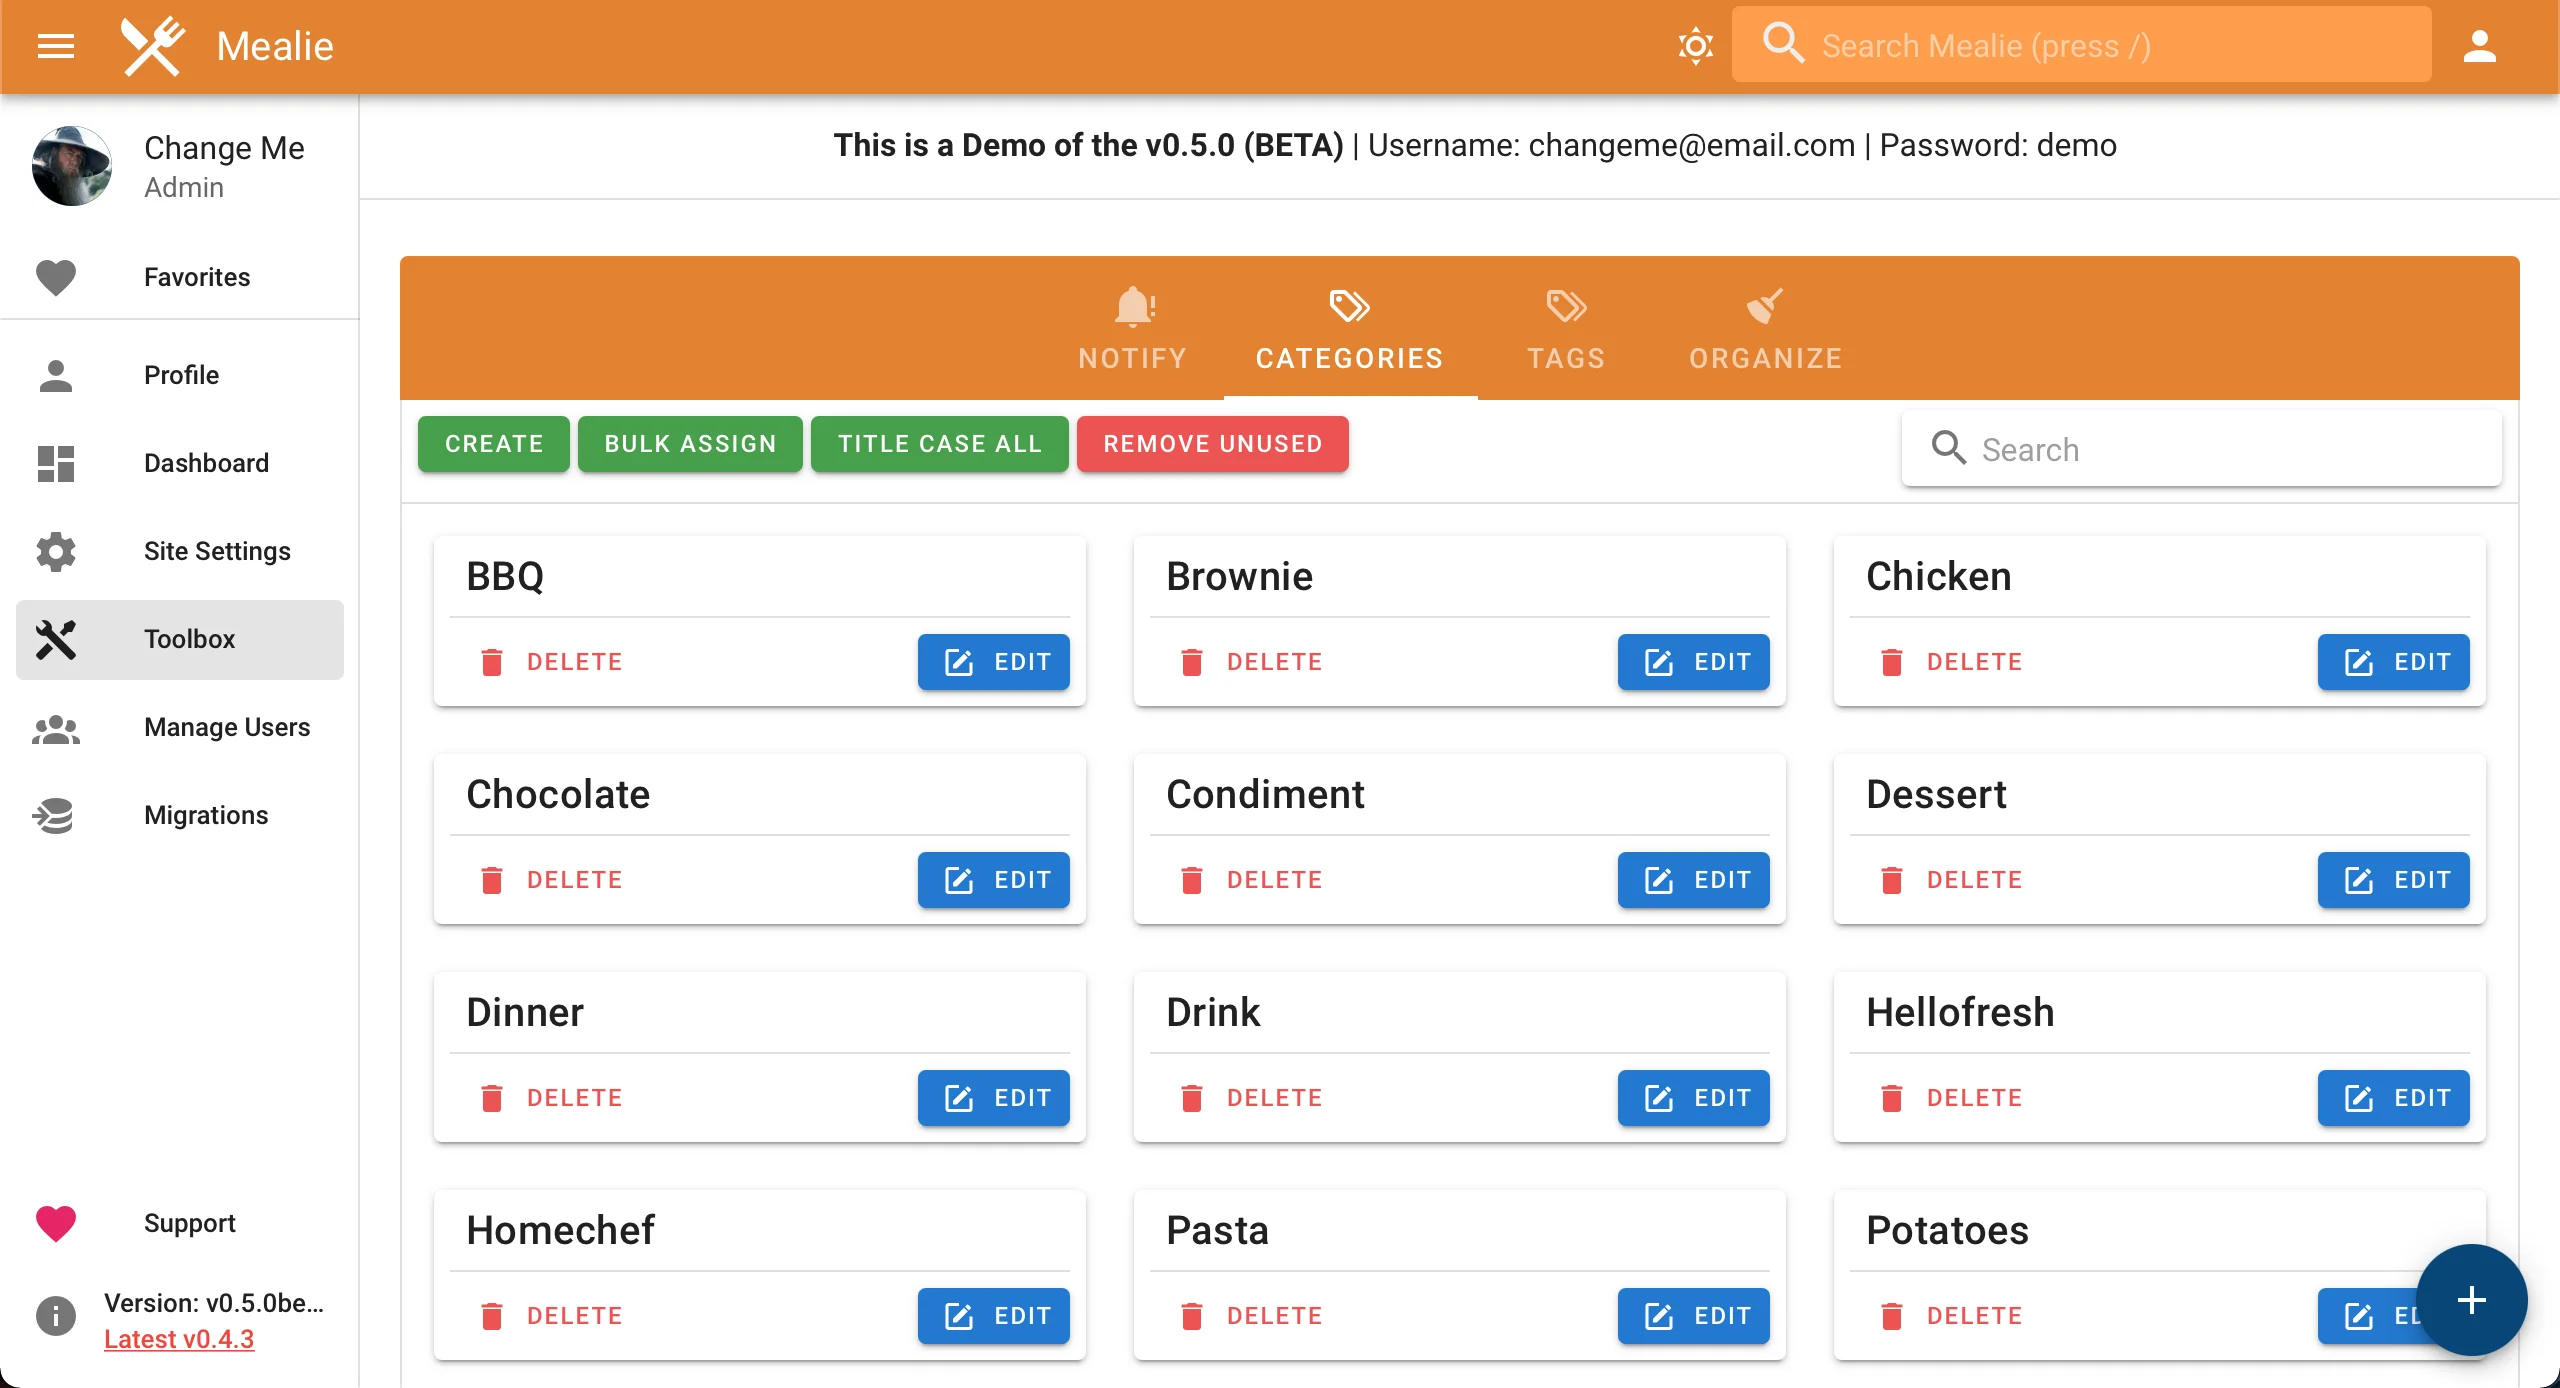 Mealie
Search Mealie (press /)
Change Me
Admin
Favorites
Profile
Dashboard
Site Settings
Toolbox
Manage Users
Migrations
Support
Version: v0.5.0be...
Latest v0.4.3
This is a Demo of the v0.5.0 (BETA) | Username: changeme@email.com | Password: demo
NOTIFY
CATEGORIES
TAGS
ORGANIZE
CREATE
BULK ASSIGN
TITLE CASE ALL
REMOVE UNUSED
Search
BBQ
DELETE
EDIT
Brownie
DELETE
EDIT
Chicken
DELETE
EDIT
Chocolate
DELETE
EDIT
Condiment
DELETE
EDIT
Dessert
DELETE
EDIT
Dinner
DELETE
EDIT
Drink
DELETE
EDIT
Hellofresh
DELETE
EDIT
Homechef
DELETE
EDIT
Pasta
DELETE
EDIT
Potatoes
DELETE